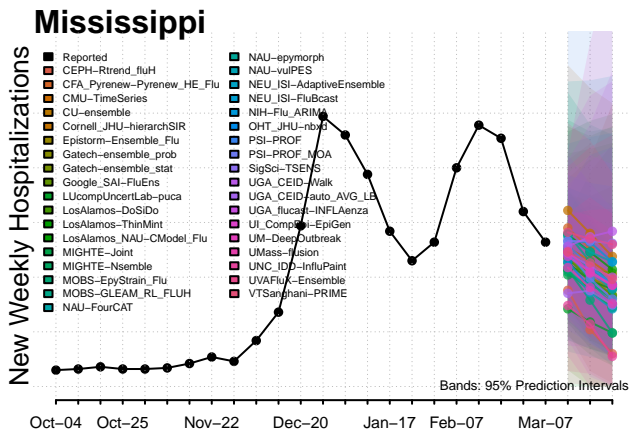 Mississippi
New Weekly Hospitalizations
Reported
CEPH−Rtrend_fluH
CFA_Pyrenew−Pyrenew_HE_Flu
CMU−TimeSeries
CU−ensemble
Cornell_JHU−hierarchSIR
Epistorm−Ensemble_Flu
Gatech−ensemble_prob
Gatech−ensemble_stat
Google_SAI−FluEns
LUcompUncertLab−puca
LosAlamos−DoSiDo
LosAlamos−ThinMint
LosAlamos_NAU−CModel_Flu
MIGHTE−Joint
MIGHTE−Nsemble
MOBS−EpyStrain_Flu
MOBS−GLEAM_RL_FLUH
NAU−FourCAT
NAU−epymorph
NAU−vulPES
NEU_ISI−AdaptiveEnsemble
NEU_ISI−FluBcast
NIH−Flu_ARIMA
OHT_JHU−nbxd
PSI−PROF
PSI−PROF_MOA
SigSci−TSENS
UGA_CEID−Walk
UGA_CEID−auto_AVG_LB
UGA_flucast−INFLAenza
UI_CompEpi−EpiGen
UM−DeepOutbreak
UMass−flusion
UNC_IDD−InfluPaint
UVAFluX−Ensemble
VTSanghani−PRIME
Bands: 95% Prediction Intervals
Oct−04 Oct−25 Nov−22 Dec−20 Jan−17 Feb−07 Mar−07